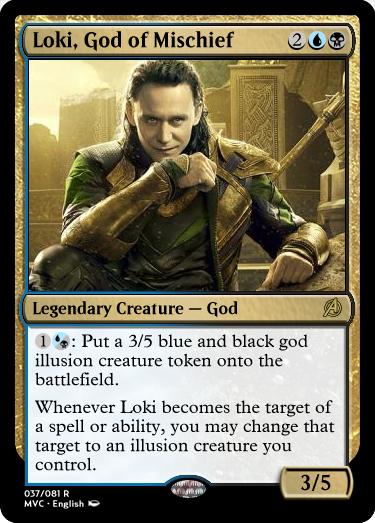 Loki, God of Mischief 2
Legendary Creature — God
1 : Put a 3/5 blue and black god
illusion creature token onto the
battlefield.
Whenever Loki becomes the target of
a spell or ability, you may change that
target to an illusion creature you
control.
3/5
037/081 R
MVC • English